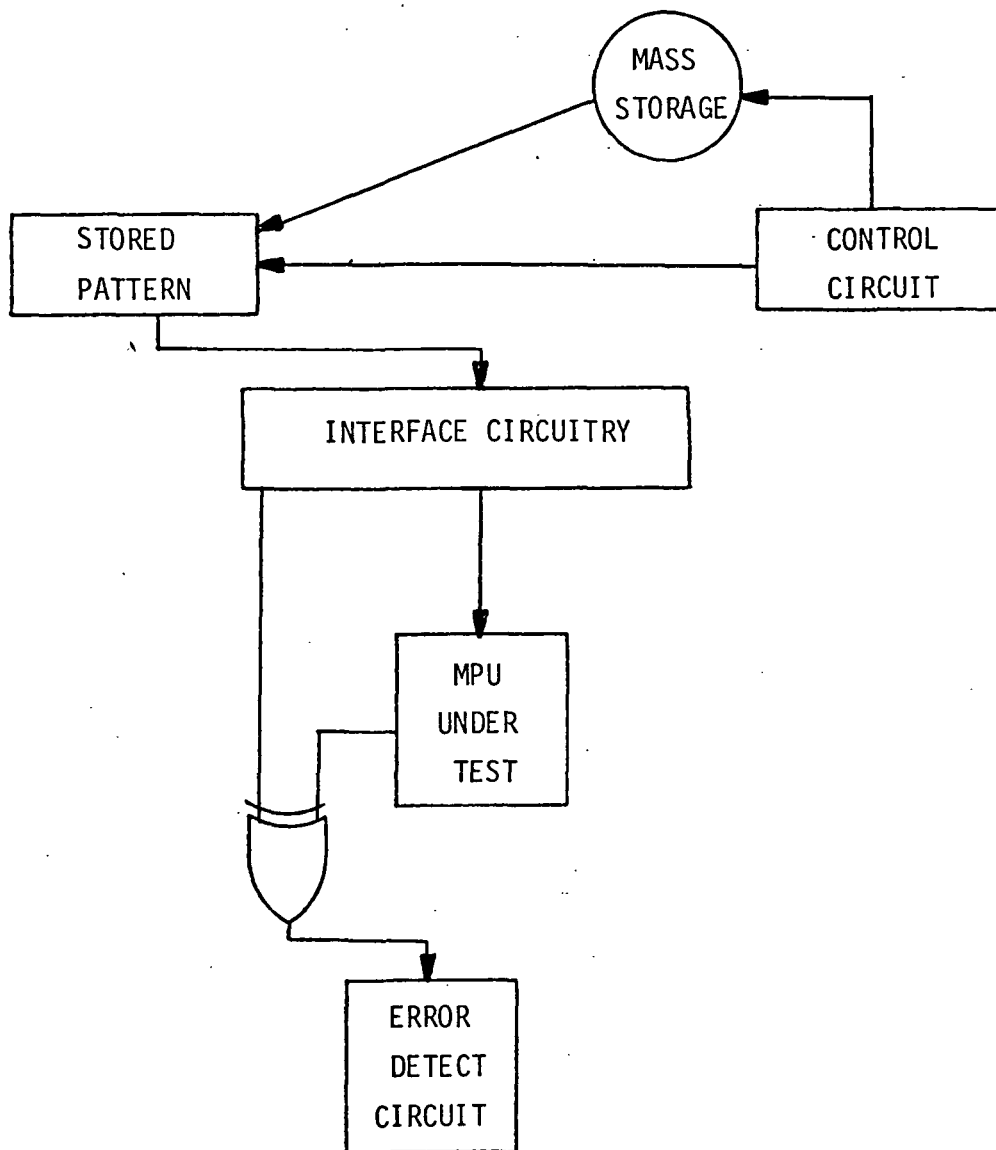 MASS
STORAGE
STORED
PATTERN
CONTROL
CIRCUIT
INTERFACE CIRCUITRY
MPU
UNDER
TEST
ERROR
DETECT
CIRCUIT